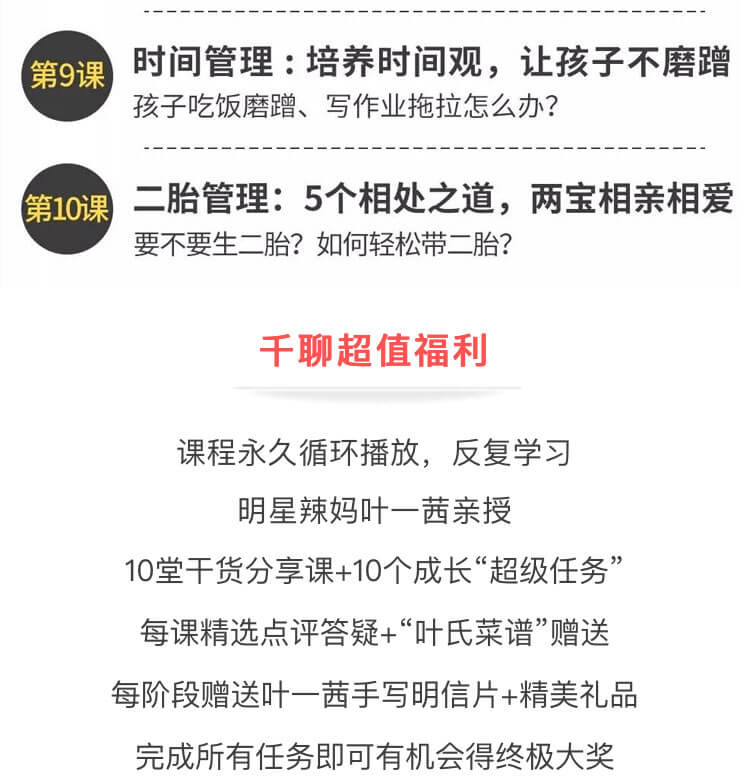 第9课
时间管理:培养时间观，让孩子不磨蹭
孩子吃饭磨蹭、写作业拖拉怎么办?
第10课
二胎管理：5个相处之道，两宝相亲相爱
要不要生二胎? 如何轻松带二胎?
千聊超值福利
课程永久循环播放，反复学习
明星辣妈叶一茜亲授
10堂干货分享课+10个成长“超级任务”
每课精选点评答疑+“叶氏菜谱”赠送
每阶段赠送叶一茜手写明信片+精美礼品
完成所有任务即可有机会得终极大奖